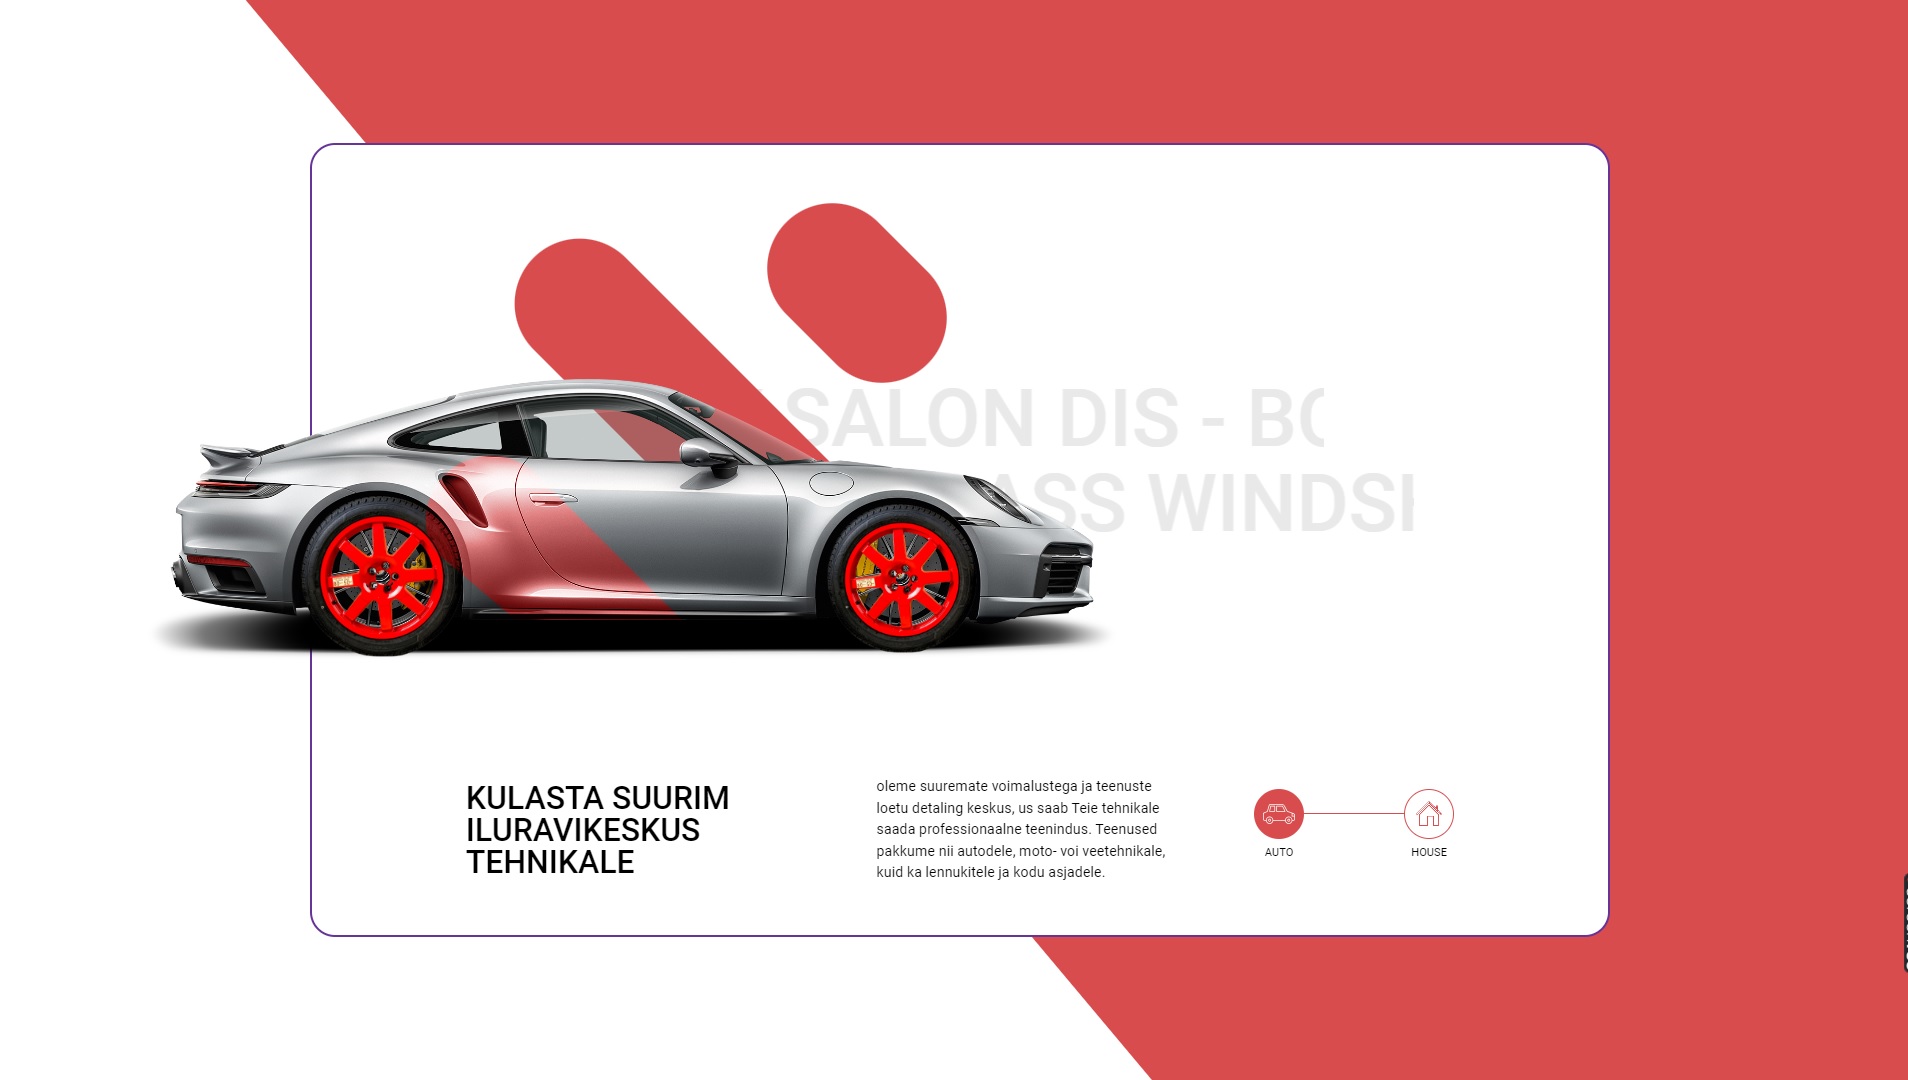 SALON DIS - BO
ASS WINDSI
KULASTA SUURIM
ILURAVIKESKUS
TEHNIKALE
oleme suuremate voimalustega ja teenuste
loetu detaling keskus, us saab Teie tehnikale
saada professionaalne teenindus. Teenused
pakkume nii autodele, moto- voi veetehnikale,
kuid ka lennukitele ja kodu asjadele.
AUTO
HOUSE